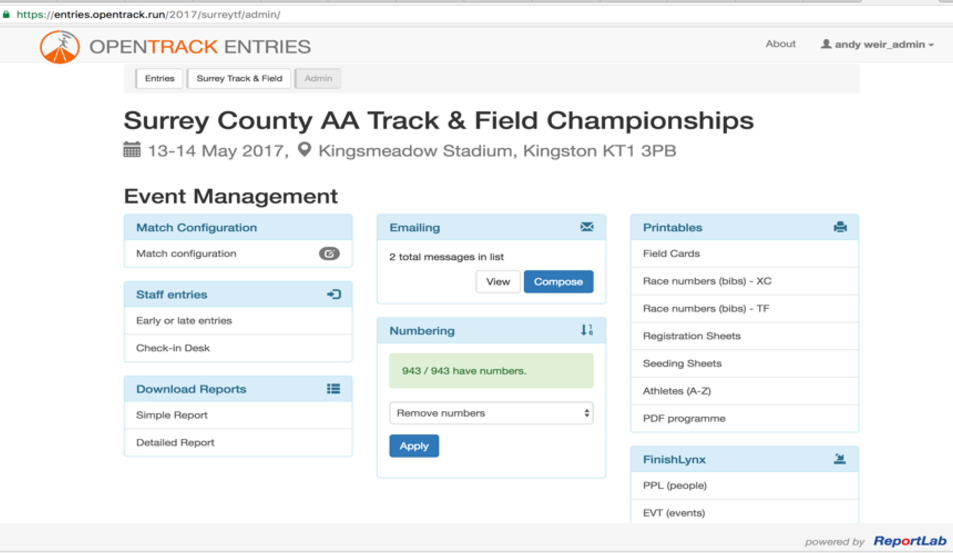 https://entries.opentrack.run/2017/surreytf/admin/
OPENTRACK ENTRIES
About
andy weir_admin
Entries
Surrey Track & Field
Admin
Surrey County AA Track & Field Championships
13-14 May 2017, Kingsmeadow Stadium, Kingston KT1 3PB
Event Management
Match Configuration
Match configuration
Staff entries
Early or late entries
Check-in Desk
Download Reports
Simple Report
Detailed Report
Emailing
2 total messages in list
View
Compose
Numbering
943 / 943 have numbers.
Remove numbers
Apply
Printables
Field Cards
Race numbers (bibs) - XC
Race numbers (bibs) - TF
Registration Sheets
Seeding Sheets
Athletes (A-Z)
PDF programme
FinishLynx
PPL (people)
EVT (events)
powered by ReportLab